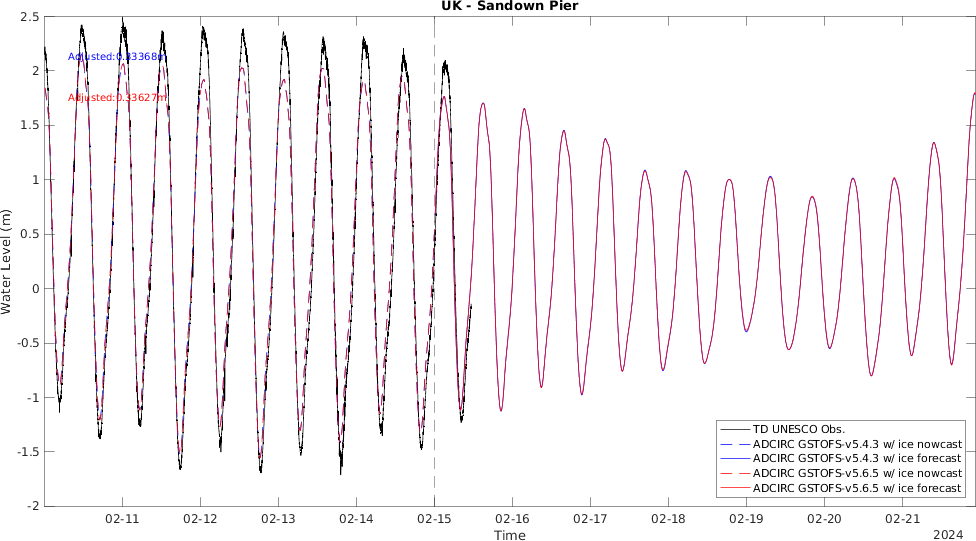 UK - Sandown Pier
2.5
2
1.5
1
0.5
0
-0.5
-1
-1.5
-2
Water Level (m)
Adjusted:0.33368m
Adjusted:0.33627m
TD UNESCO Obs.
ADCIRC GSTOFS-v5.4.3 w/ ice nowcast
ADCIRC GSTOFS-v5.4.3 w/ ice forecast
ADCIRC GSTOFS-v5.6.5 w/ ice nowcast
ADCIRC GSTOFS-v5.6.5 w/ ice forecast
02-11 02-12 02-13 02-14 02-15 02-16 02-17 02-18 02-19 02-20 02-21
Time
2024